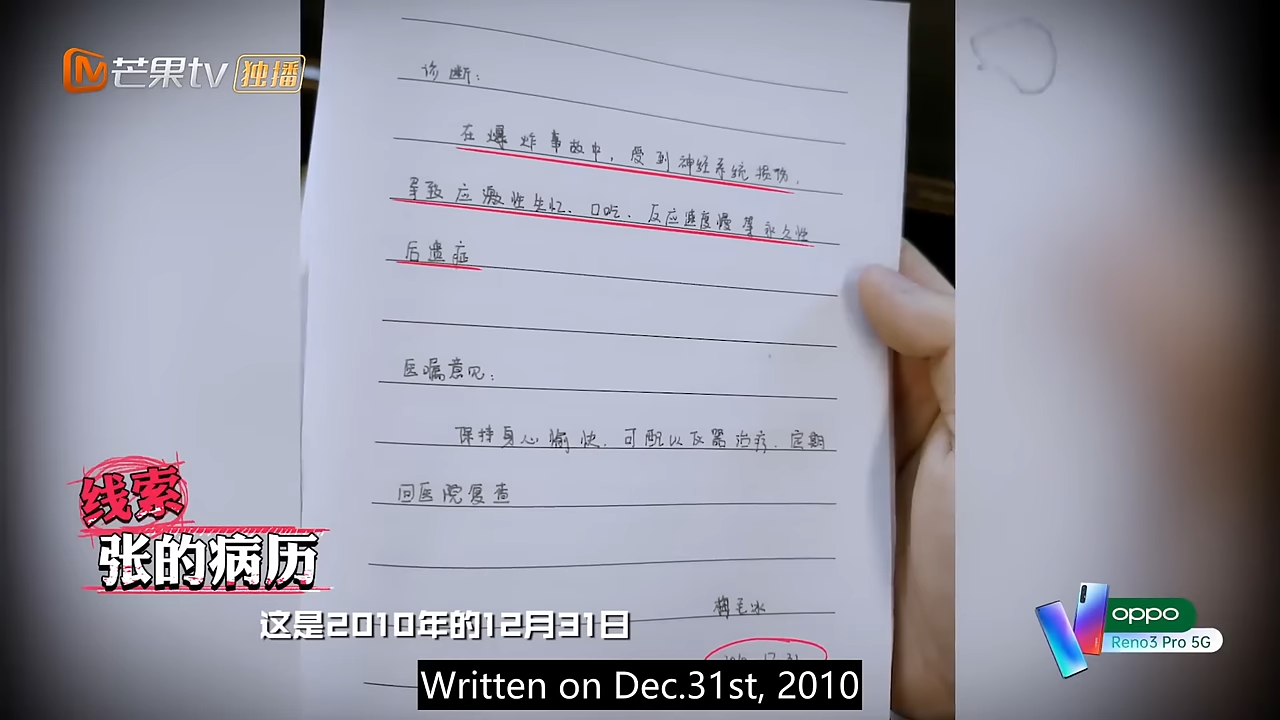 芒果tv 独播
诊断:
在爆炸事故中,受到神经系统损伤,
导致应激性失忆、口吃、反应速度慢等永久性
后遗症
医嘱意见:
保持身心愉快,可配以仪器治疗,定期
回医院复查
梅毛冰
线索
张的病历
这是2010年的12月31日
Written on Dec.31st, 2010
oppo
Reno3 Pro 5G